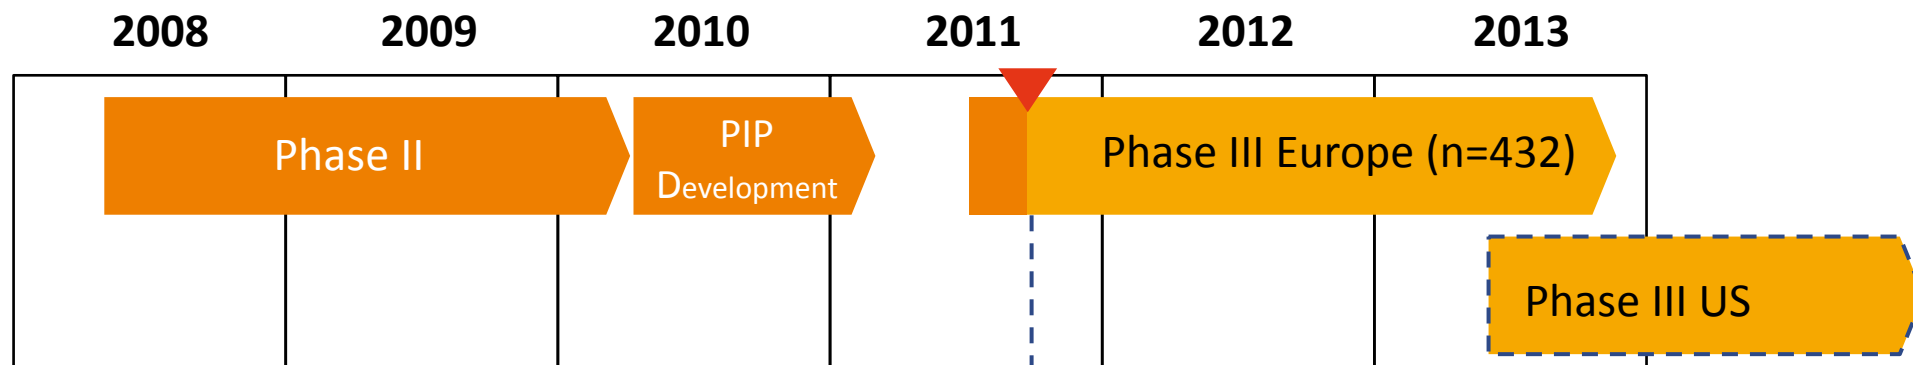 2008 2009 2010 2011 2012 2013
Phase II
PIP
Development
Phase III Europe (n=432)
Phase III US